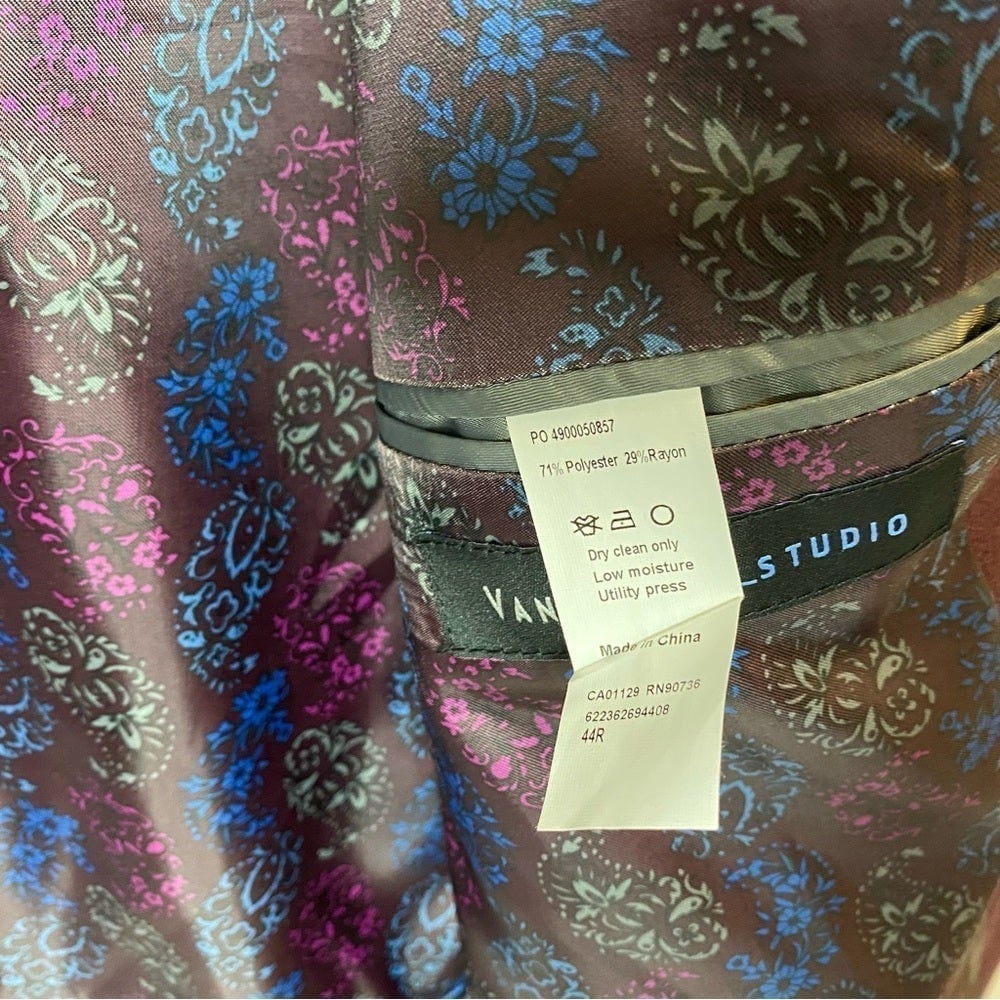 PO 4900050857
71% Polyester 29%Rayon
Dry clean only
Low moisture
Utility press
VAN STUDIO
Made in China
CA01129 RN90736
622362694408
44R